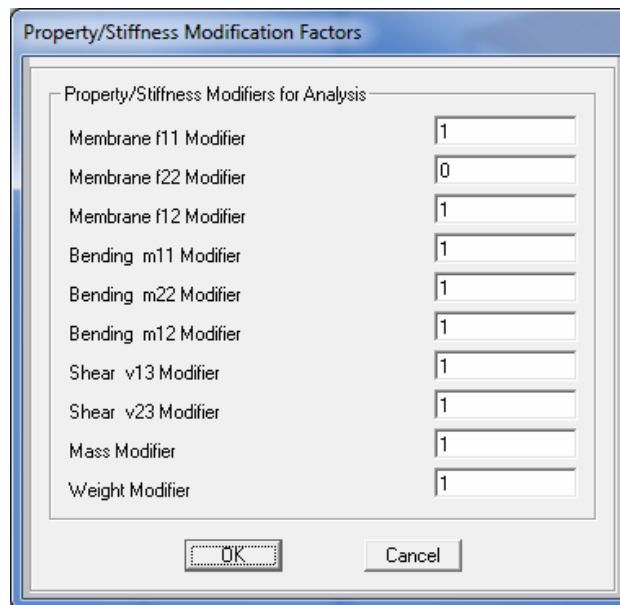 Property/Stiffness Modification Factors
Property/Stiffness Modifiers for Analysis
Membrane f11 Modifier 1
Membrane f22 Modifier 0
Membrane f12 Modifier 1
Bending m11 Modifier 1
Bending m22 Modifier 1
Bending m12 Modifier 1
Shear v13 Modifier 1
Shear v23 Modifier 1
Mass Modifier 1
Weight Modifier 1
OK Cancel